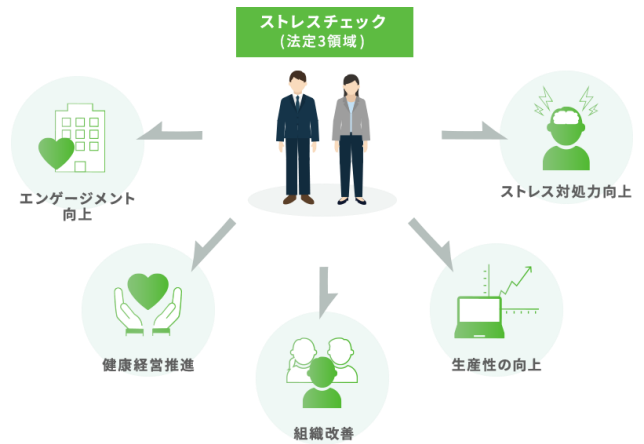 ストレスチェック
(法定3領域)
エンゲージメント
向上
ストレス対処力向上
健康経営推進
生産性の向上
組織改善